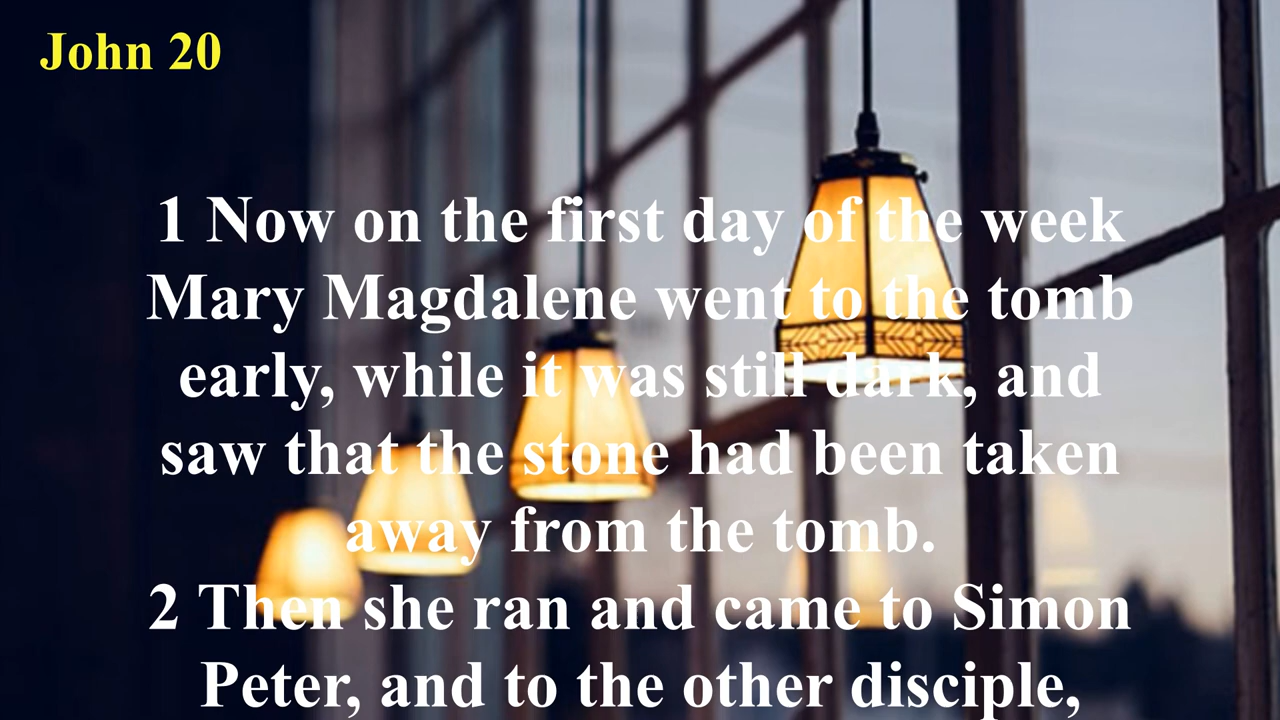 John 20
1 Now on the first day of the week
Mary Magdalene went to the tomb
early, while it was still dark, and
saw that the stone had been taken
away from the tomb.
2 Then she ran and came to Simon
Peter, and to the other disciple,